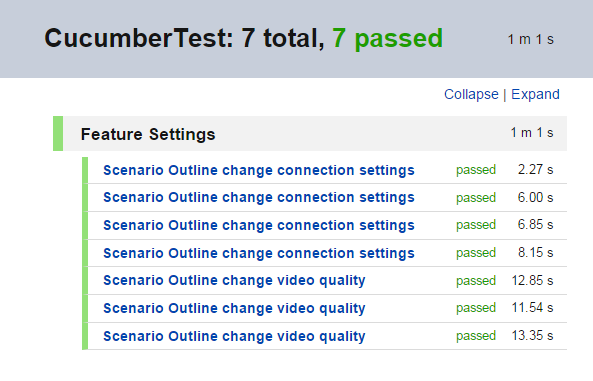 CucumberTest: 7 total, 7 passed 1 m 1 s
Collapse | Expand
Feature Settings 1 m 1 s
Scenario Outline change connection settings passed 2.27 s
Scenario Outline change connection settings passed 6.00 s
Scenario Outline change connection settings passed 6.85 s
Scenario Outline change connection settings passed 8.15 s
Scenario Outline change video quality passed 12.85 s
Scenario Outline change video quality passed 11.54 s
Scenario Outline change video quality passed 13.35 s